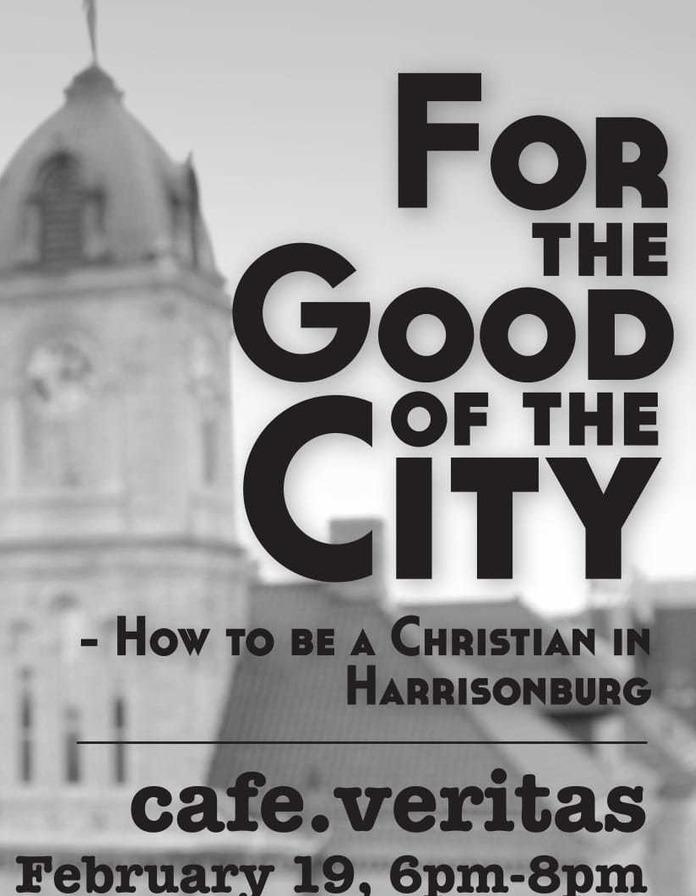 For
the
Good
of the
City
- How to be a Christian in
Harrisonburg
cafe.veritas
February 19, 6pm-8pm